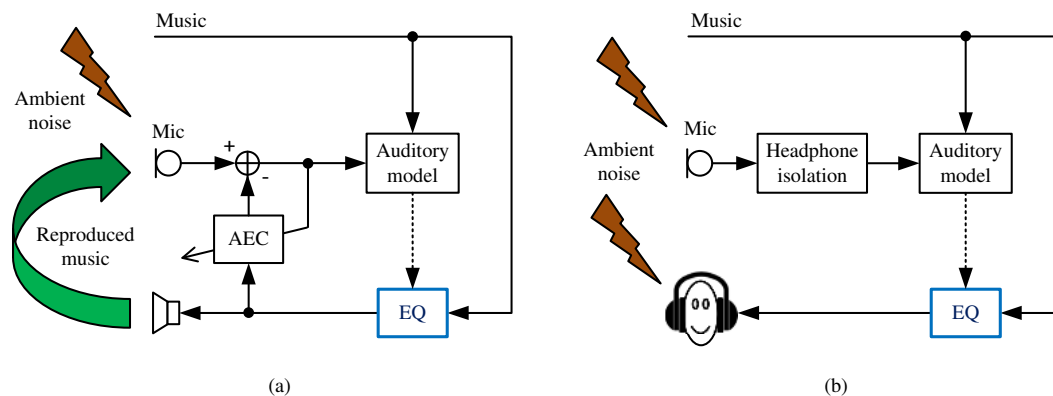 Music
Ambient
noise
Mic
+
-
Auditory
model
AEC
Reproduced
music
EQ
(a)
Music
Mic
Ambient
noise
Headphone
isolation
Auditory
model
EQ
(b)